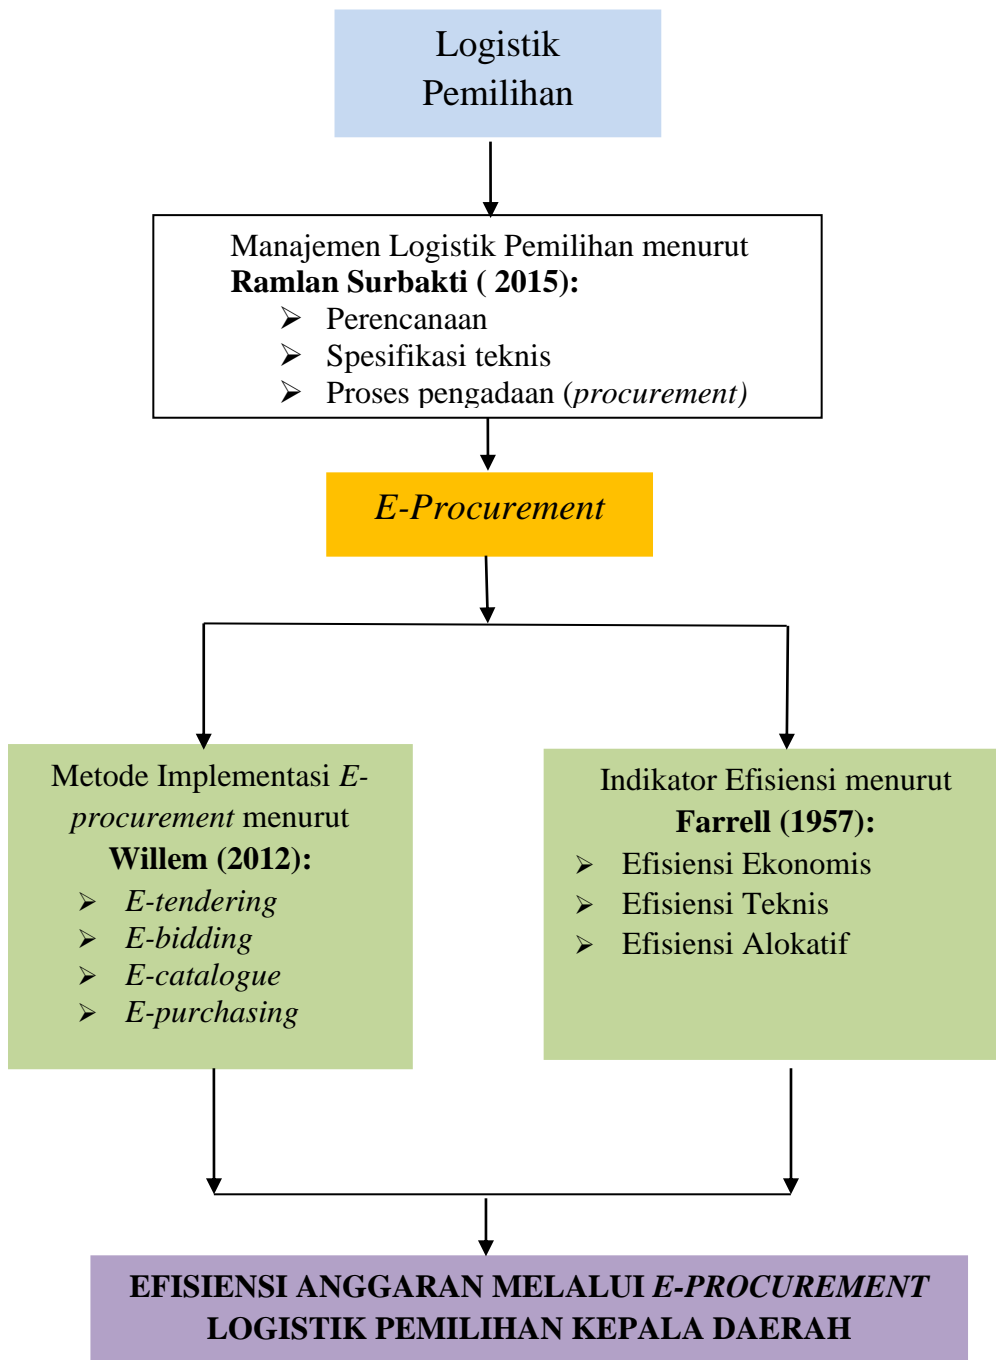 Logistik
Pemilihan
Manajemen Logistik Pemilihan menurut
Ramlan Surbakti ( 2015):
➢ Perencanaan
➢ Spesifikasi teknis
➢ Proses pengadaan (procurement)
E-Procurement
Metode Implementasi E-
procurement menurut
Willem (2012):
➢ E-tendering
➢ E-bidding
➢ E-catalogue
➢ E-purchasing
Indikator Efisiensi menurut
Farrell (1957):
➢ Efisiensi Ekonomis
➢ Efisiensi Teknis
➢ Efisiensi Alokatif
EFISIENSI ANGGARAN MELALUI E-PROCUREMENT
LOGISTIK PEMILIHAN KEPALA DAERAH